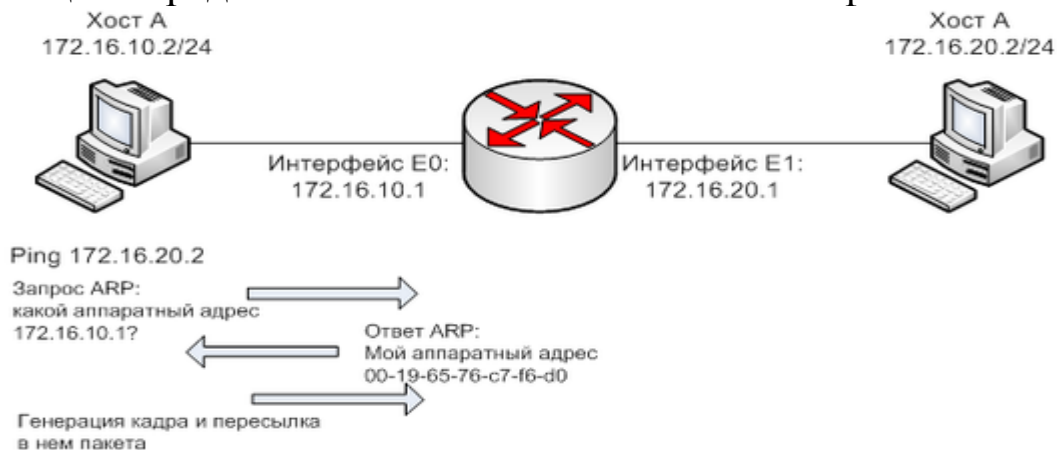 Хост А
172.16.10.2/24
Хост А
172.16.20.2/24
Интерфейс E0:
172.16.10.1
Интерфейс E1:
172.16.20.1
Ping 172.16.20.2
Запрос ARP:
какой аппаратный адрес
172.16.10.1?
Ответ ARP:
Мой аппаратный адрес
00-19-65-76-c7-f6-d0
Генерация кадра и пересылка
в нем пакета